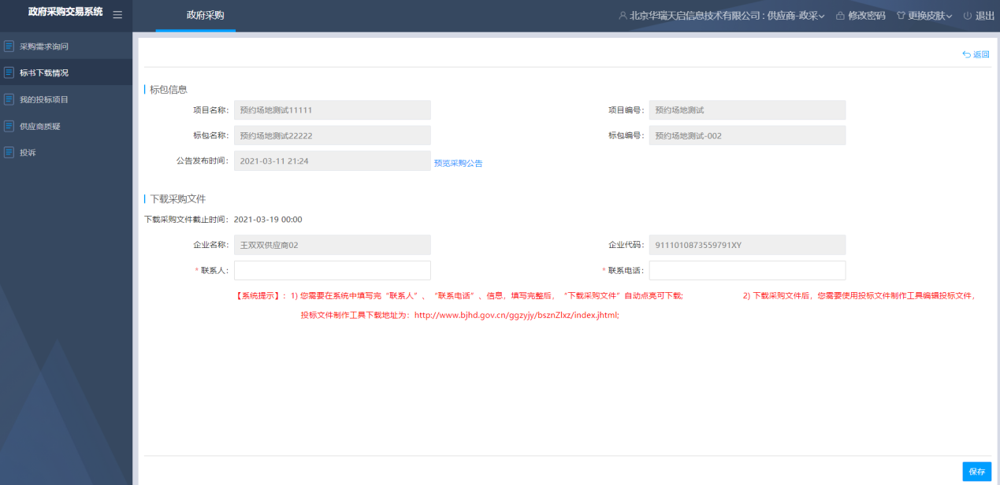 政府采购交易系统
政府采购
北京华瑞天启信息技术有限公司 : 供应商-政采
修改密码
更换皮肤
退出
采购需求询问
标书下载情况
我的投标项目
供应商质疑
投诉
返回
标包信息
项目名称： 预约场地测试11111
项目编号： 预约场地测试
标包名称： 预约场地测试22222
标包编号： 预约场地测试-002
公告发布时间： 2021-03-11 21:24 预览采购公告
下载采购文件
下载采购文件截止时间： 2021-03-19 00:00
企业名称： 王双双供应商02
企业代码： 9111010873559791XY
* 联系人：
* 联系电话：
【系统提示】：1) 您需要在系统中填写完“联系人”、“联系电话”、信息，填写完整后，“下载采购文件”自动点亮可下载; 2) 下载采购文件后，您需要使用投标文件制作工具编辑投标文件，
投标文件制作工具下载地址为：http://www.bjhd.gov.cn/ggzyjy/bsznZlxz/index.jhtml;
保存